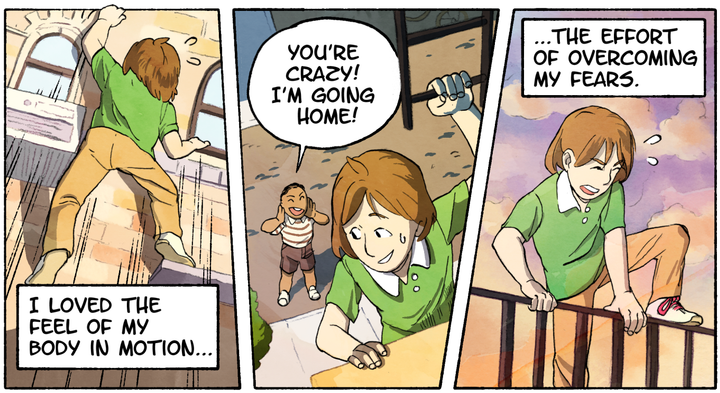 I LOVED THE
FEEL OF MY
BODY IN MOTION...
YOU'RE
CRAZY!
I'M GOING
HOME!
...THE EFFORT
OF OVERCOMING
MY FEARS.